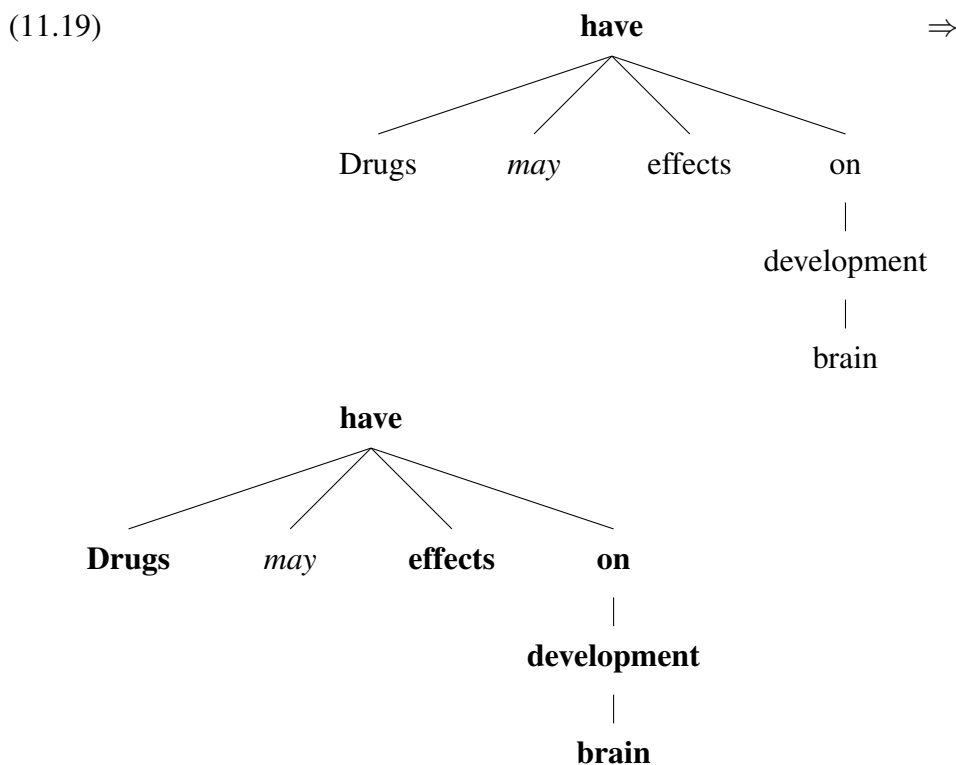 (11.19) have ⇒
Drugs may effects on
development
brain
have
Drugs may effects on
development
brain